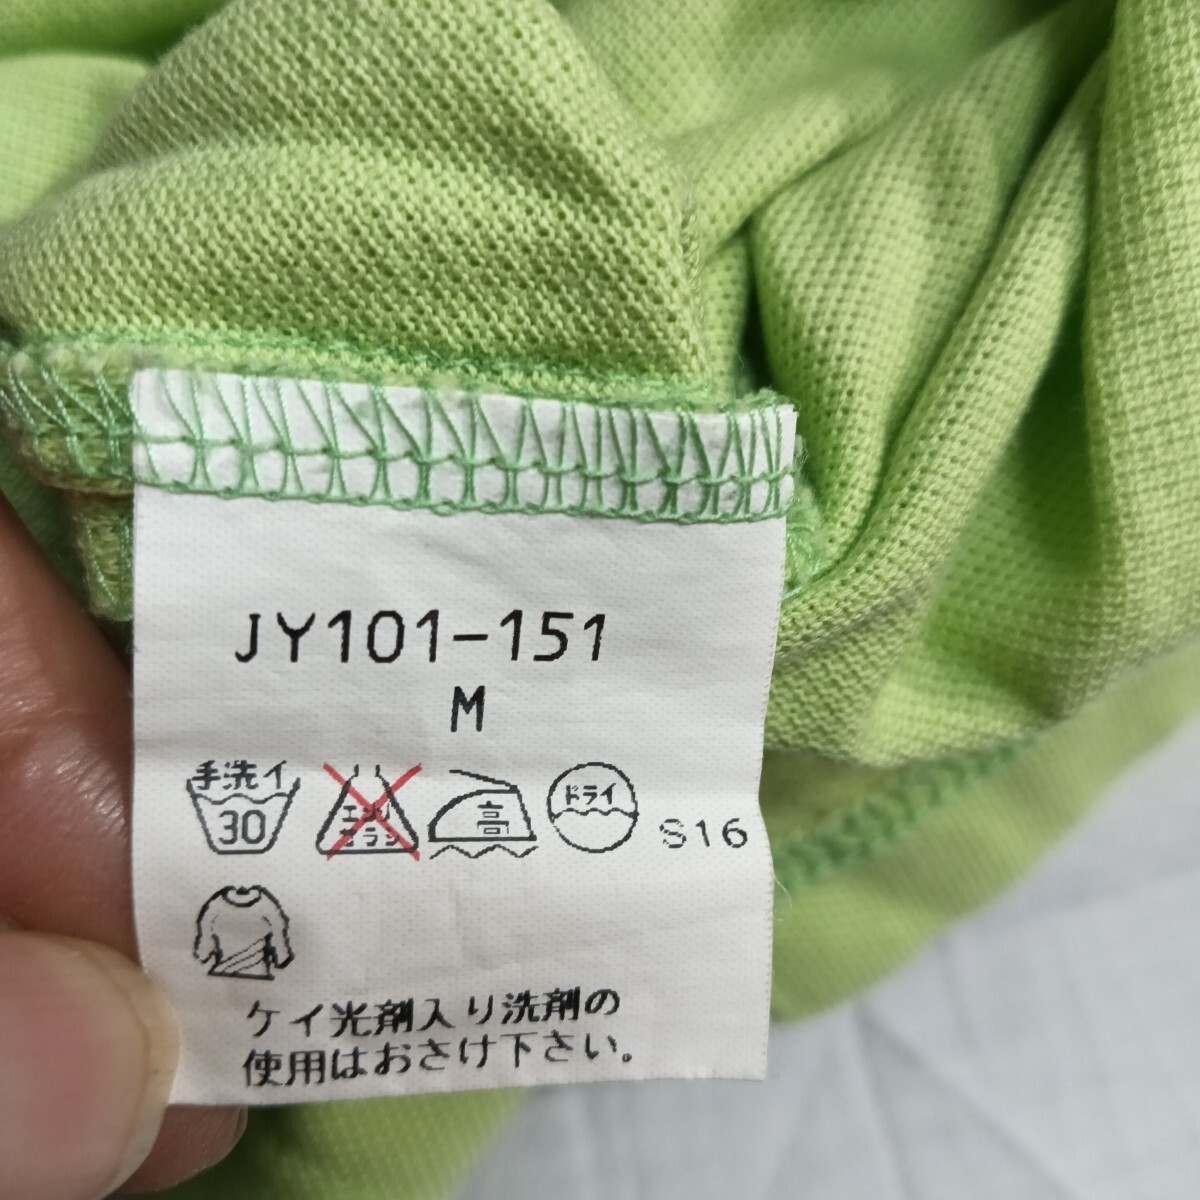 JY101-151
M
手洗イ
30
エンソ
サラシ
高
ドライ
S16
ケイ光剤入り洗剤の
使用はおさけ下さい。